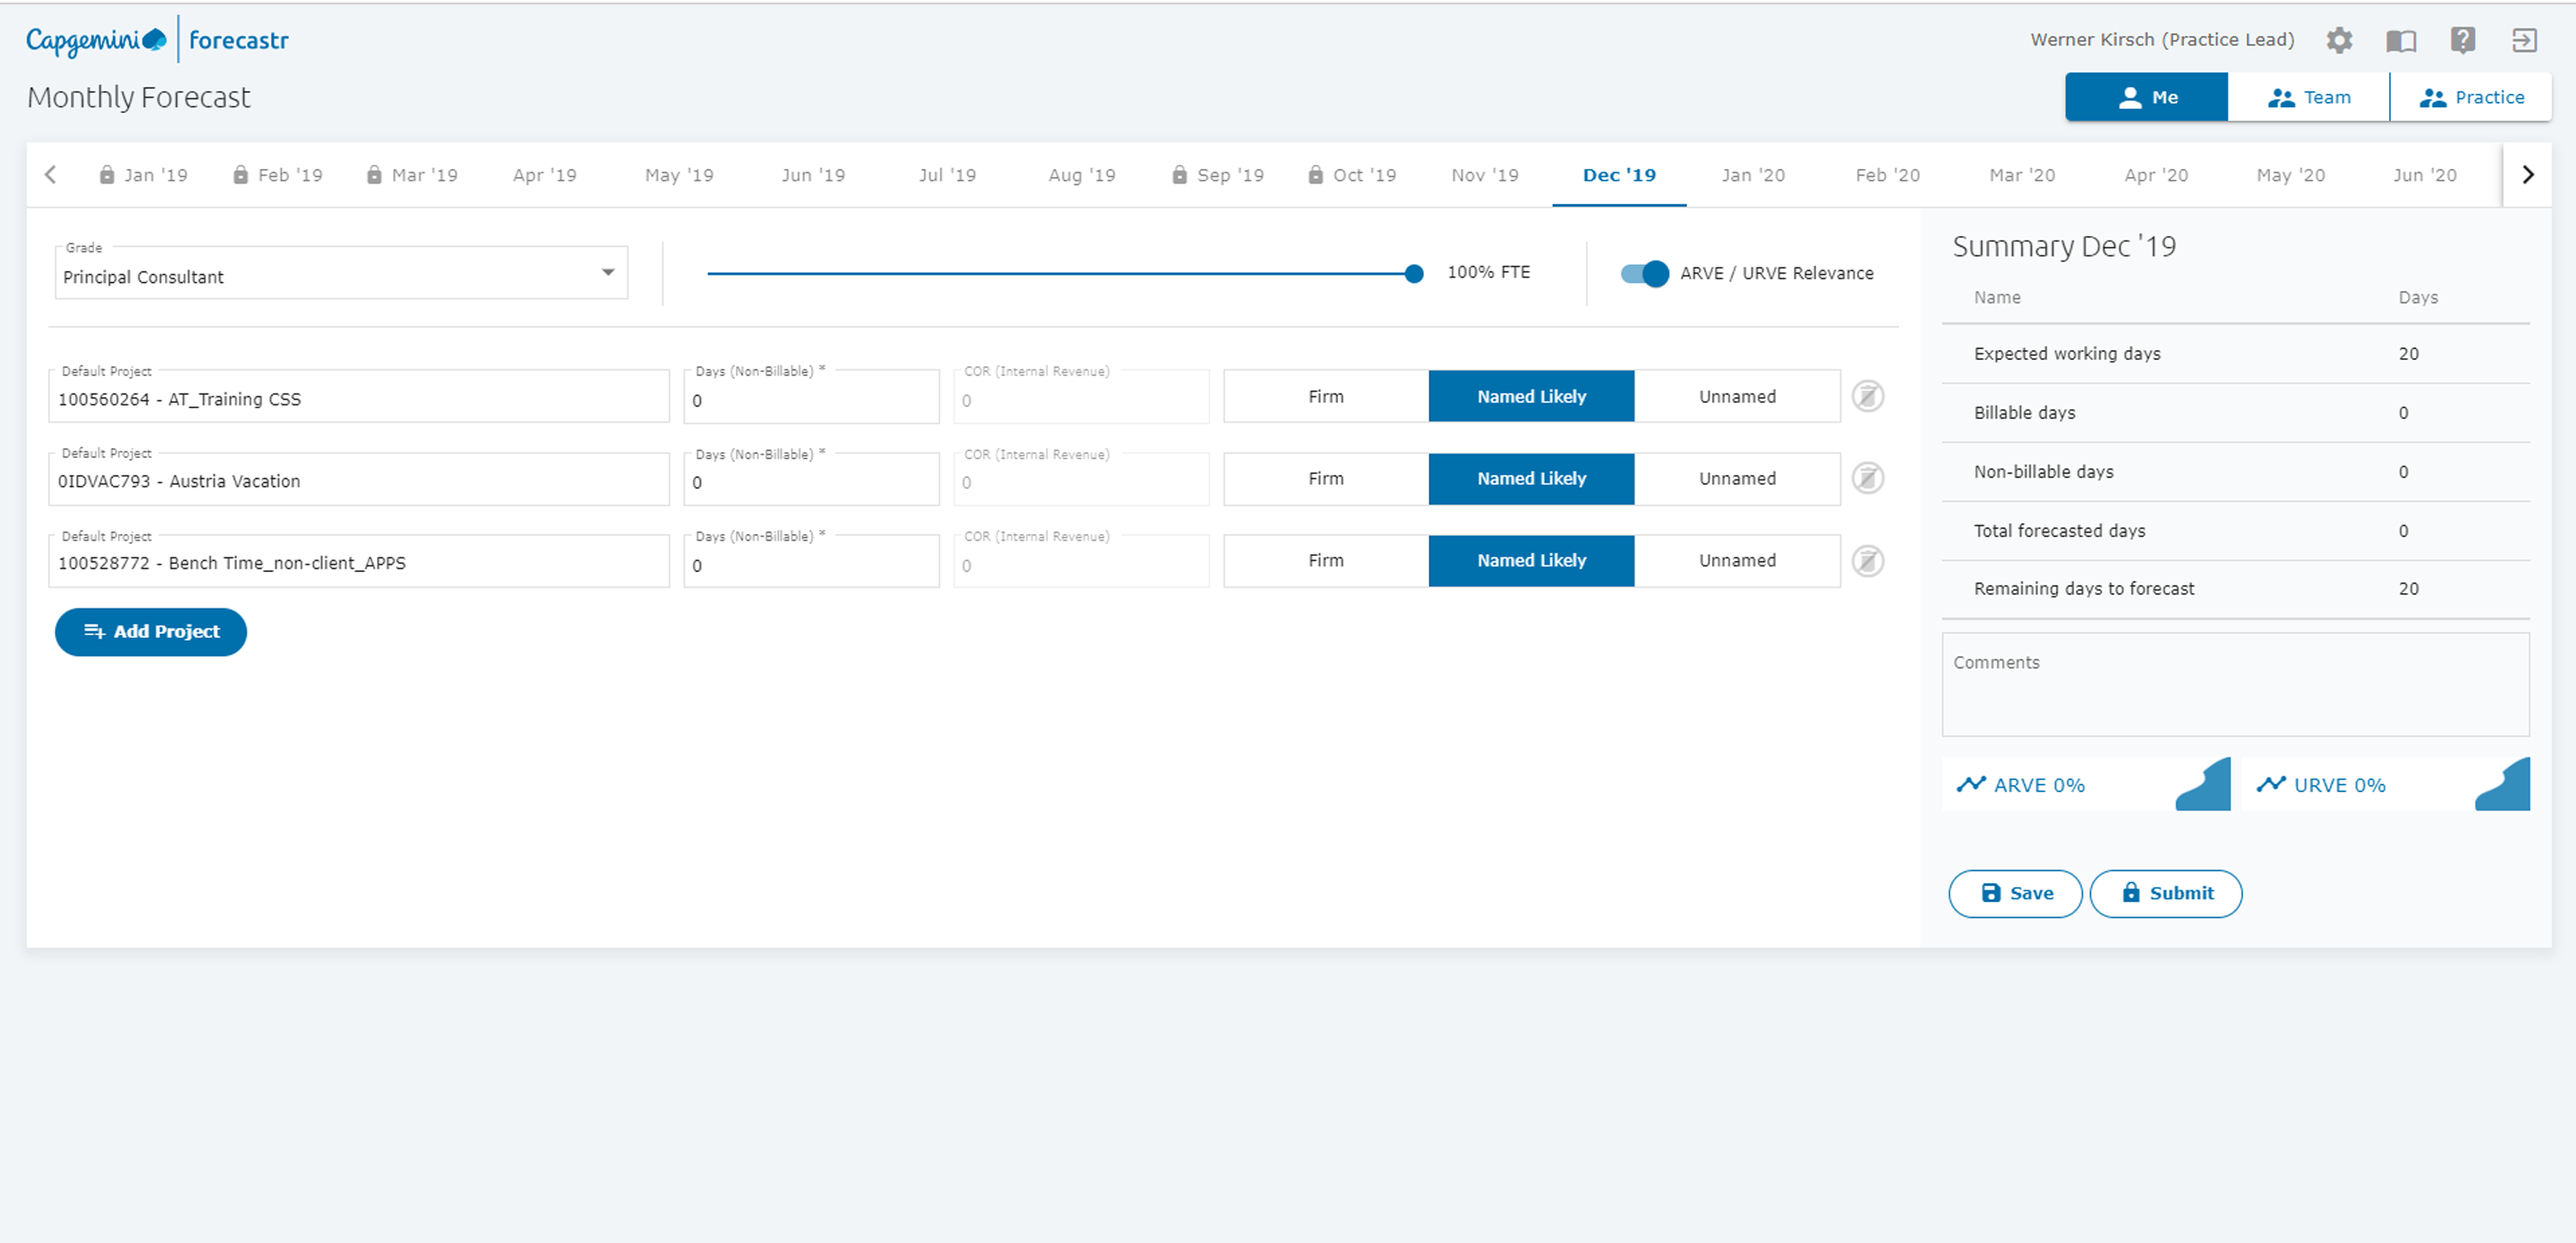 Capgemini forecastr
Werner Kirsch (Practice Lead)
Monthly Forecast
Me Team Practice
Jan '19 Feb '19 Mar '19 Apr '19 May '19 Jun '19 Jul '19 Aug '19 Sep '19 Oct '19 Nov '19 Dec '19 Jan '20 Feb '20 Mar '20 Apr '20 May '20 Jun '20
Grade
Principal Consultant
100% FTE
ARVE / URVE Relevance
Default Project Days (Non-Billable) * COR (Internal Revenue)
100560264 - AT_Training CSS 0 0 Firm Named Likely Unnamed
Default Project Days (Non-Billable) * COR (Internal Revenue)
0IDVAC793 - Austria Vacation 0 0 Firm Named Likely Unnamed
Default Project Days (Non-Billable) * COR (Internal Revenue)
100528772 - Bench Time_non-client_APPS 0 0 Firm Named Likely Unnamed
Add Project
Summary Dec '19
Name Days
Expected working days 20
Billable days 0
Non-billable days 0
Total forecasted days 0
Remaining days to forecast 20
Comments
ARVE 0% URVE 0%
Save Submit